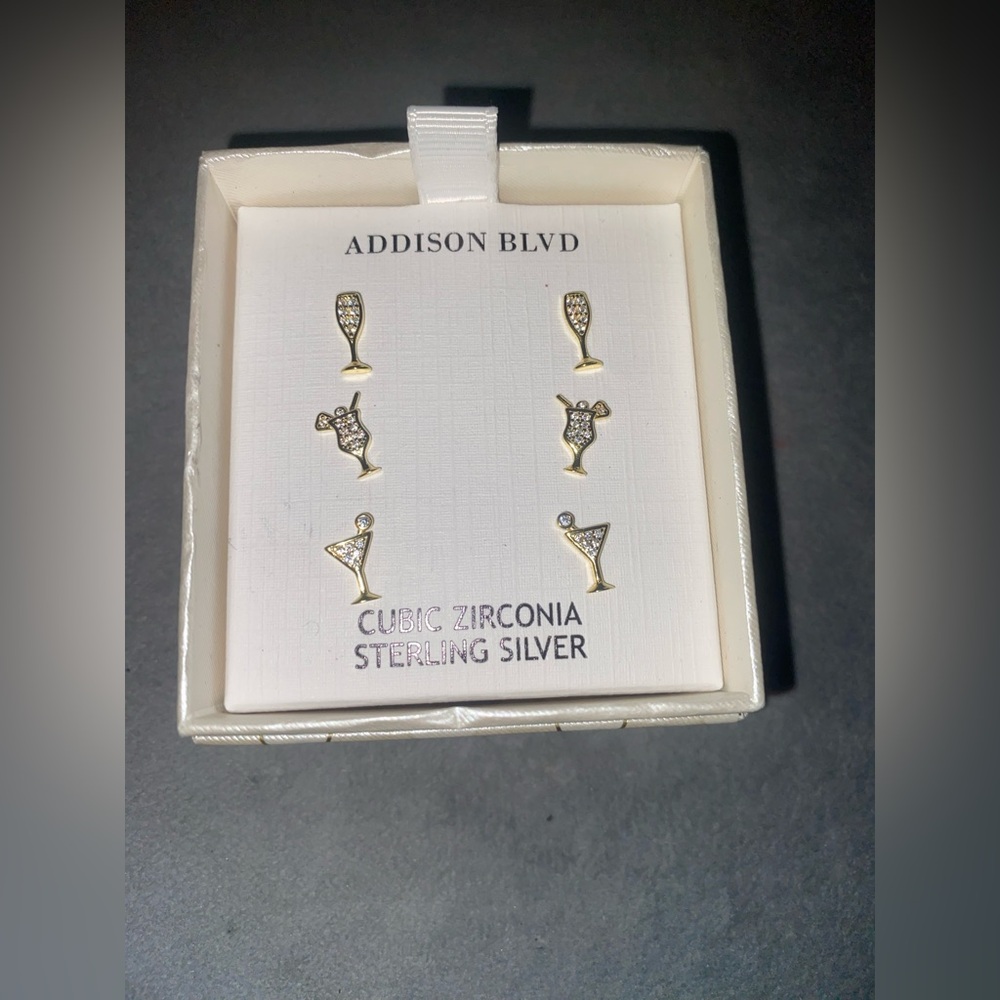 ADDISON BLVD
CUBIC ZIRCONIA
STERLING SILVER